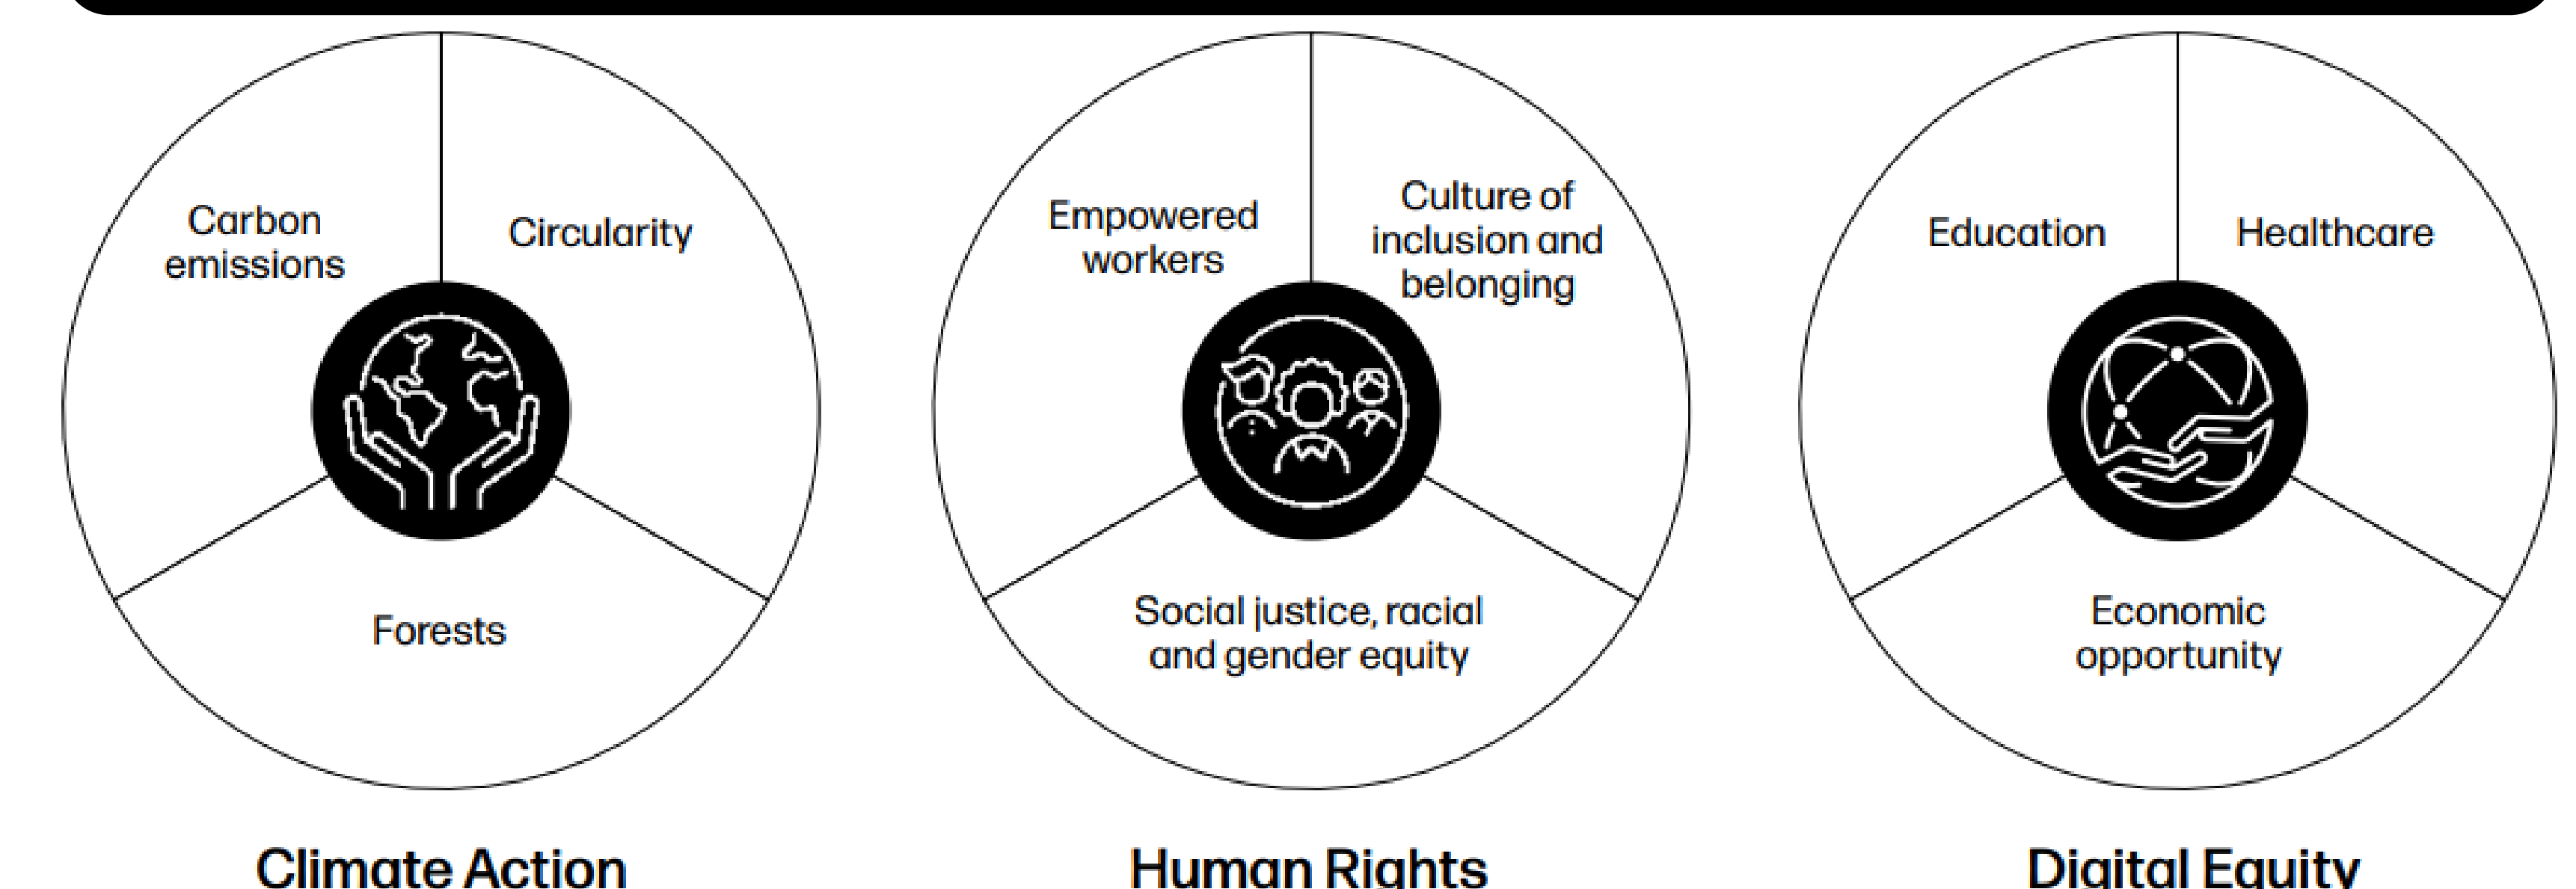 Carbon
emissions
Circularity
Forests
Climate Action
Empowered
workers
Culture of
inclusion and
belonging
Social justice, racial
and gender equity
Human Rights
Education
Healthcare
Economic
opportunity
Digital Equity